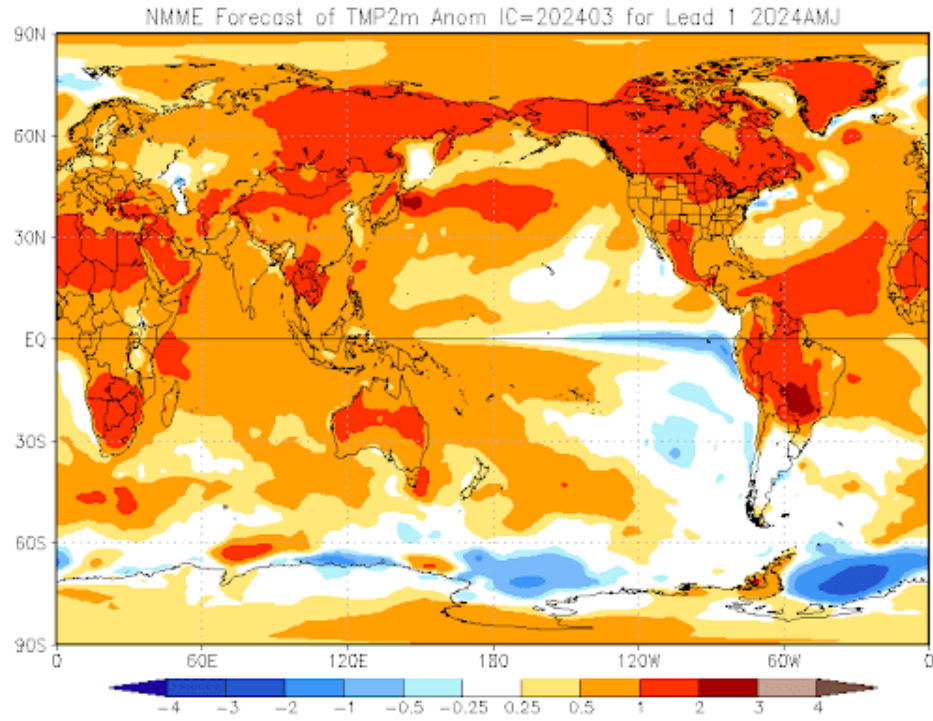 NMME Forecast of TMP2m Anom IC=202403 for Lead 1 2024AMJ
90N
60N
30N
EQ
30S
60S
90S
0 60E 120E 180 120W 60W 0
-4 -3 -2 -1 -0.5 -0.25 0.25 0.5 1 2 3 4